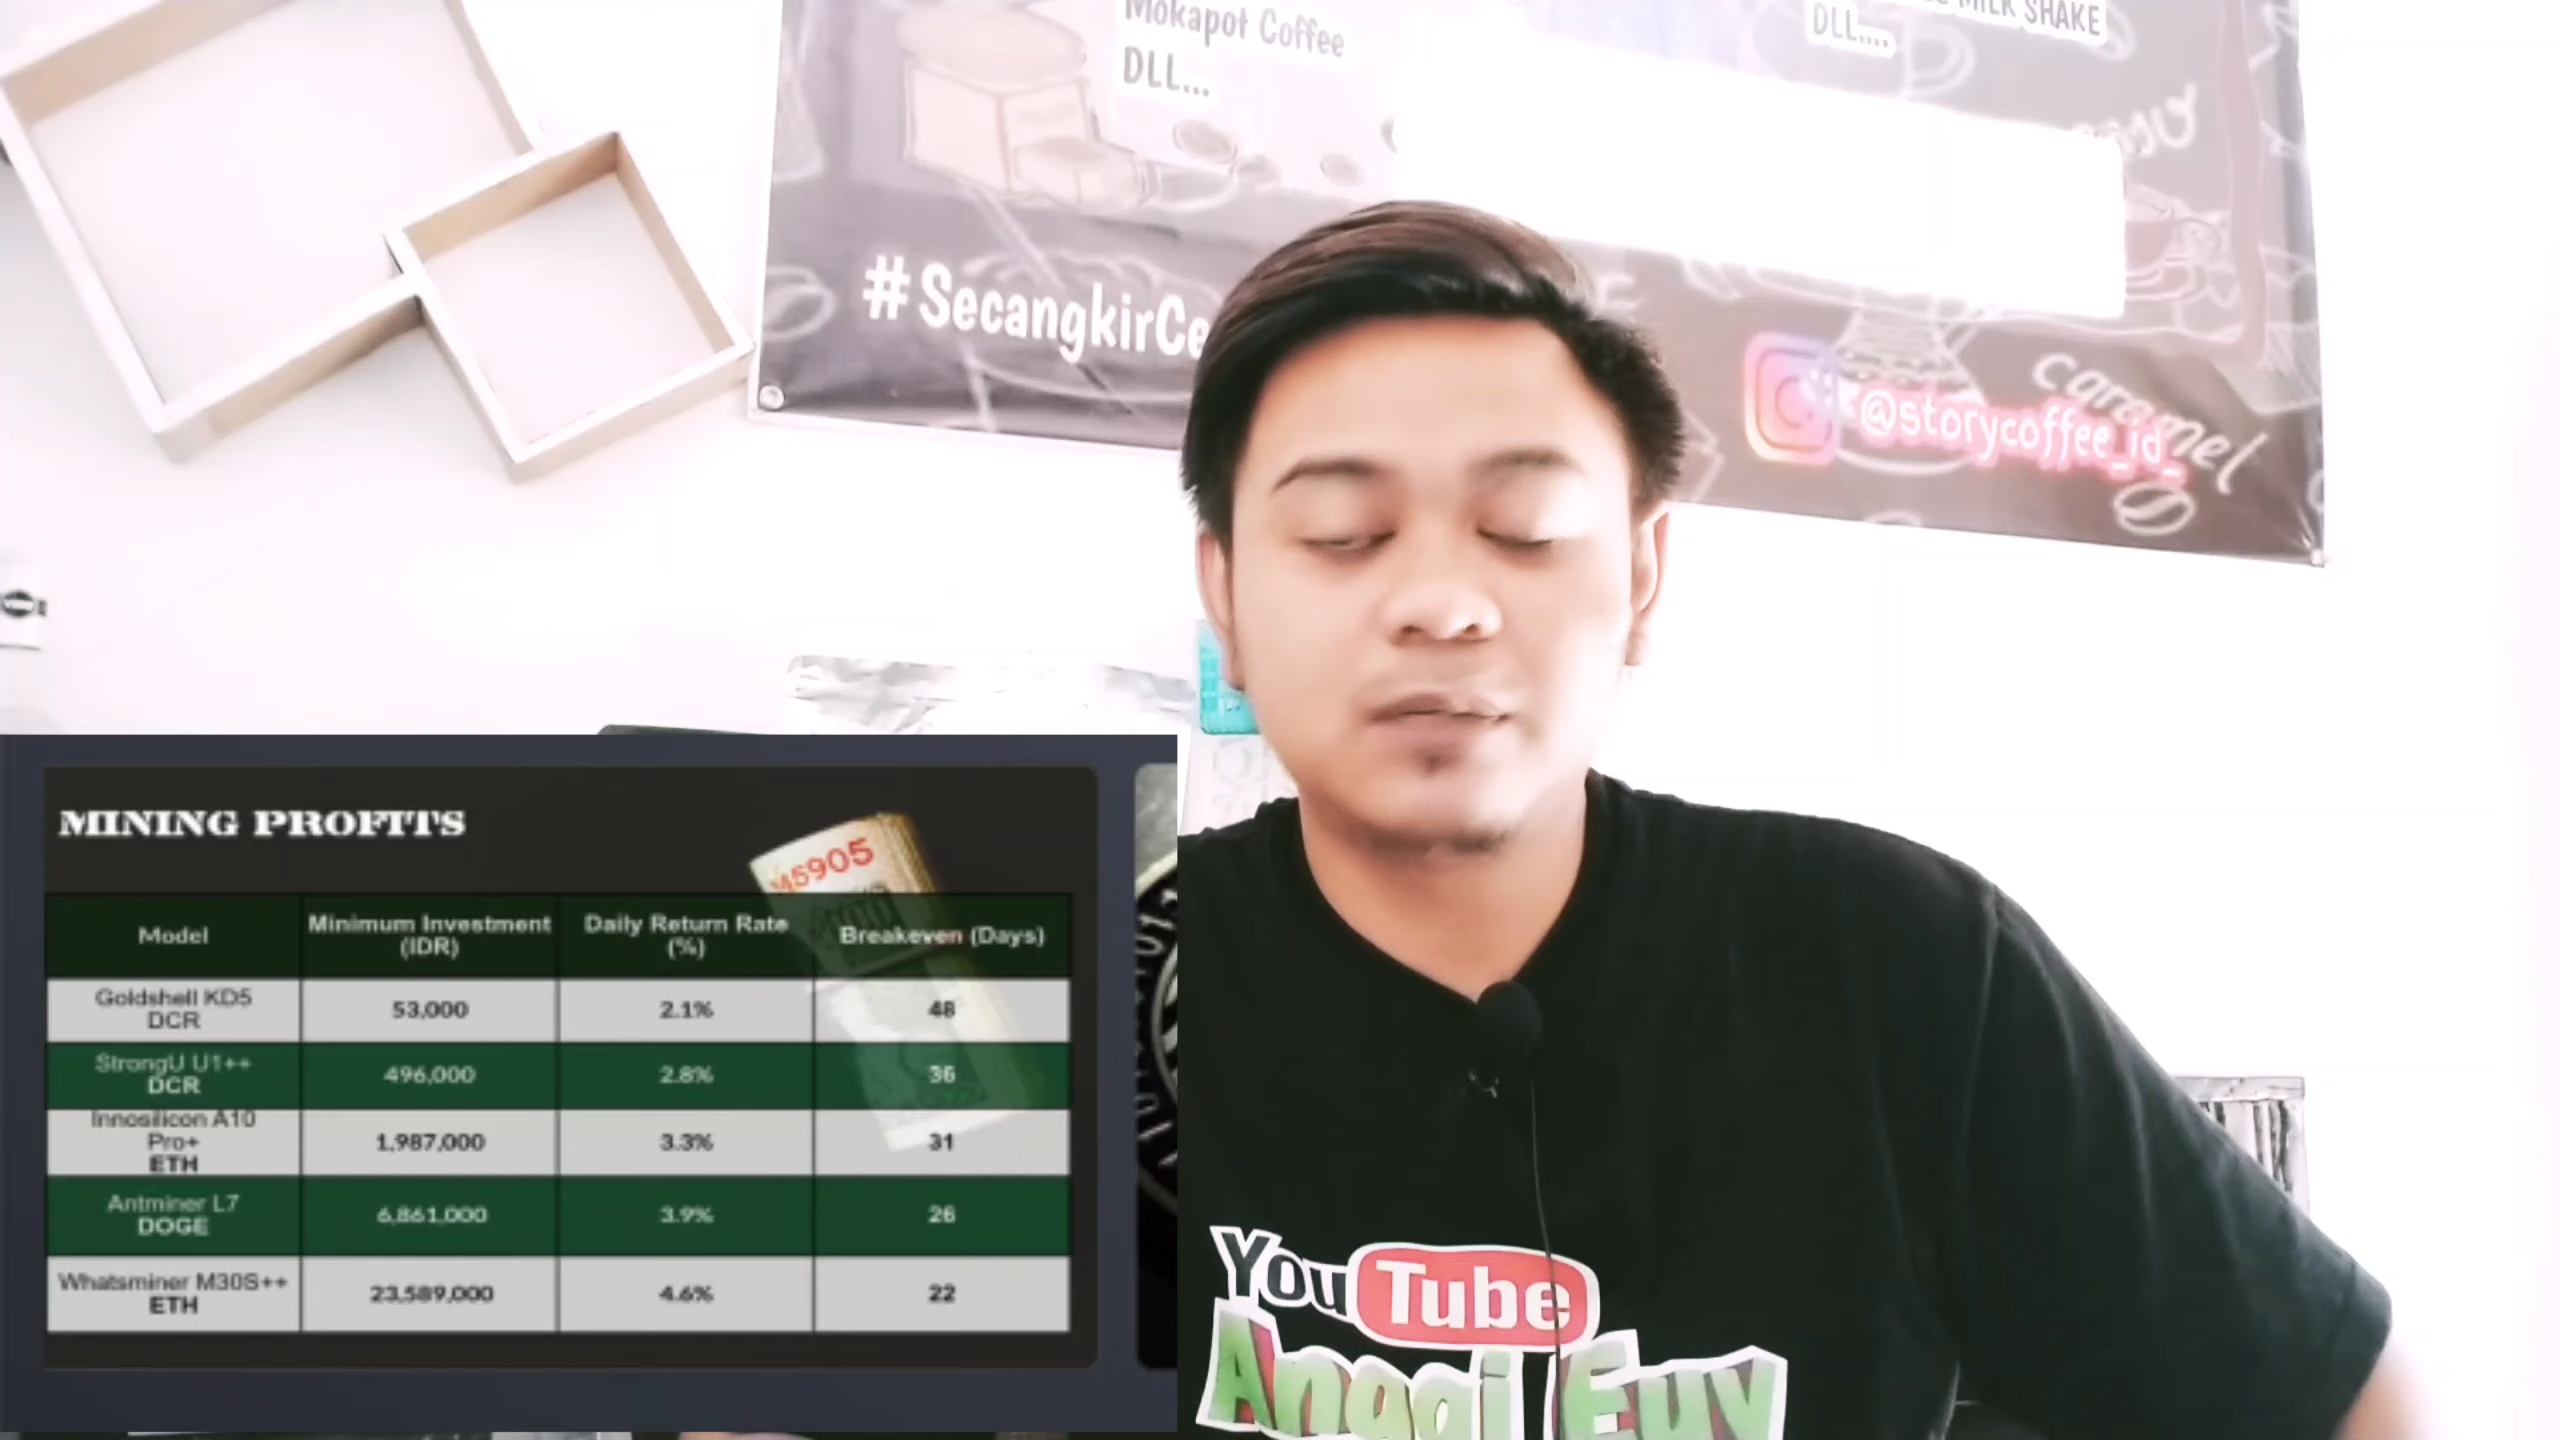 Mokapot Coffee
DLL...
MILK SHAKE
DLL....
#SecangkirCe
caramel
@storycoffee_id_
MINING PROFITS
45905
Model
Minimum Investment
(IDR)
Daily Return Rate
(%)
Breakeven (Days)
Goldshell KD5
DCR
53,000
2.1%
48
StrongU U1++
DCR
496,000
2.8%
36
Innosilicon A10
Pro+
ETH
1,987,000
3.3%
31
Antminer L7
DOGE
6,861,000
3.9%
26
Whatsminer M30S++
ETH
23,589,000
4.6%
22
YouTube
Anggi Euy